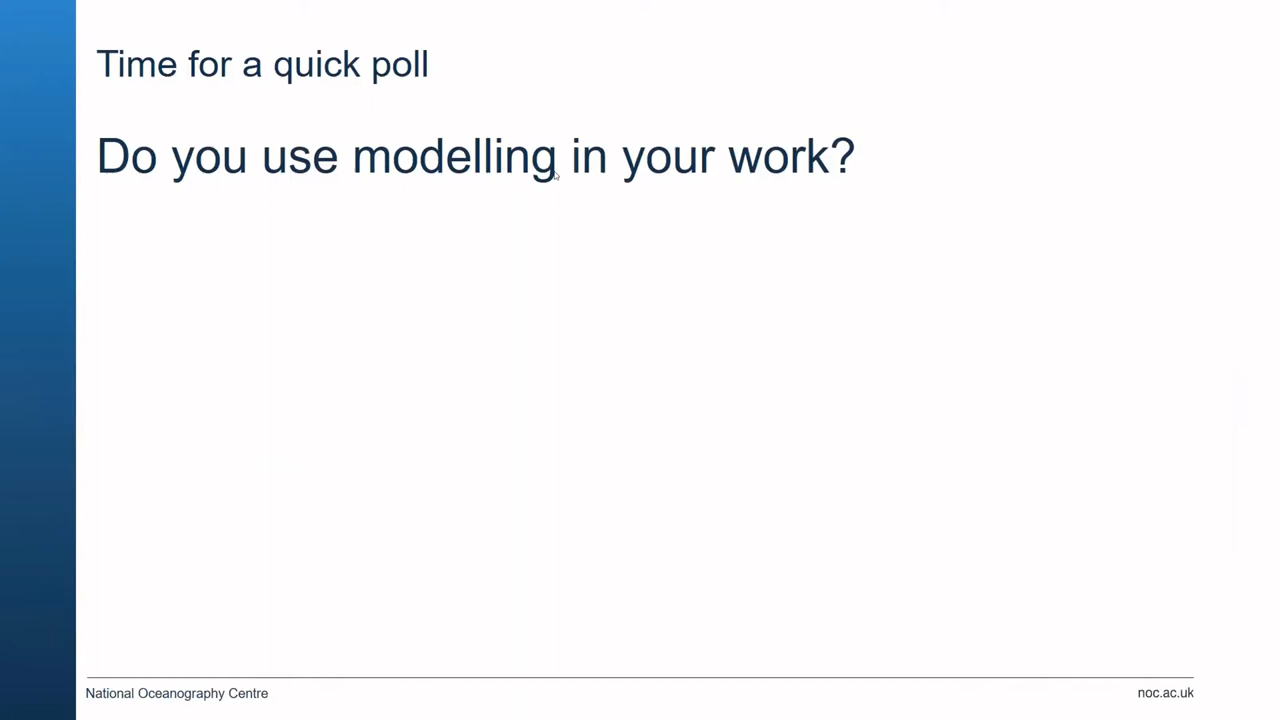 Time for a quick poll
Do you use modelling in your work?
National Oceanography Centre
noc.ac.uk